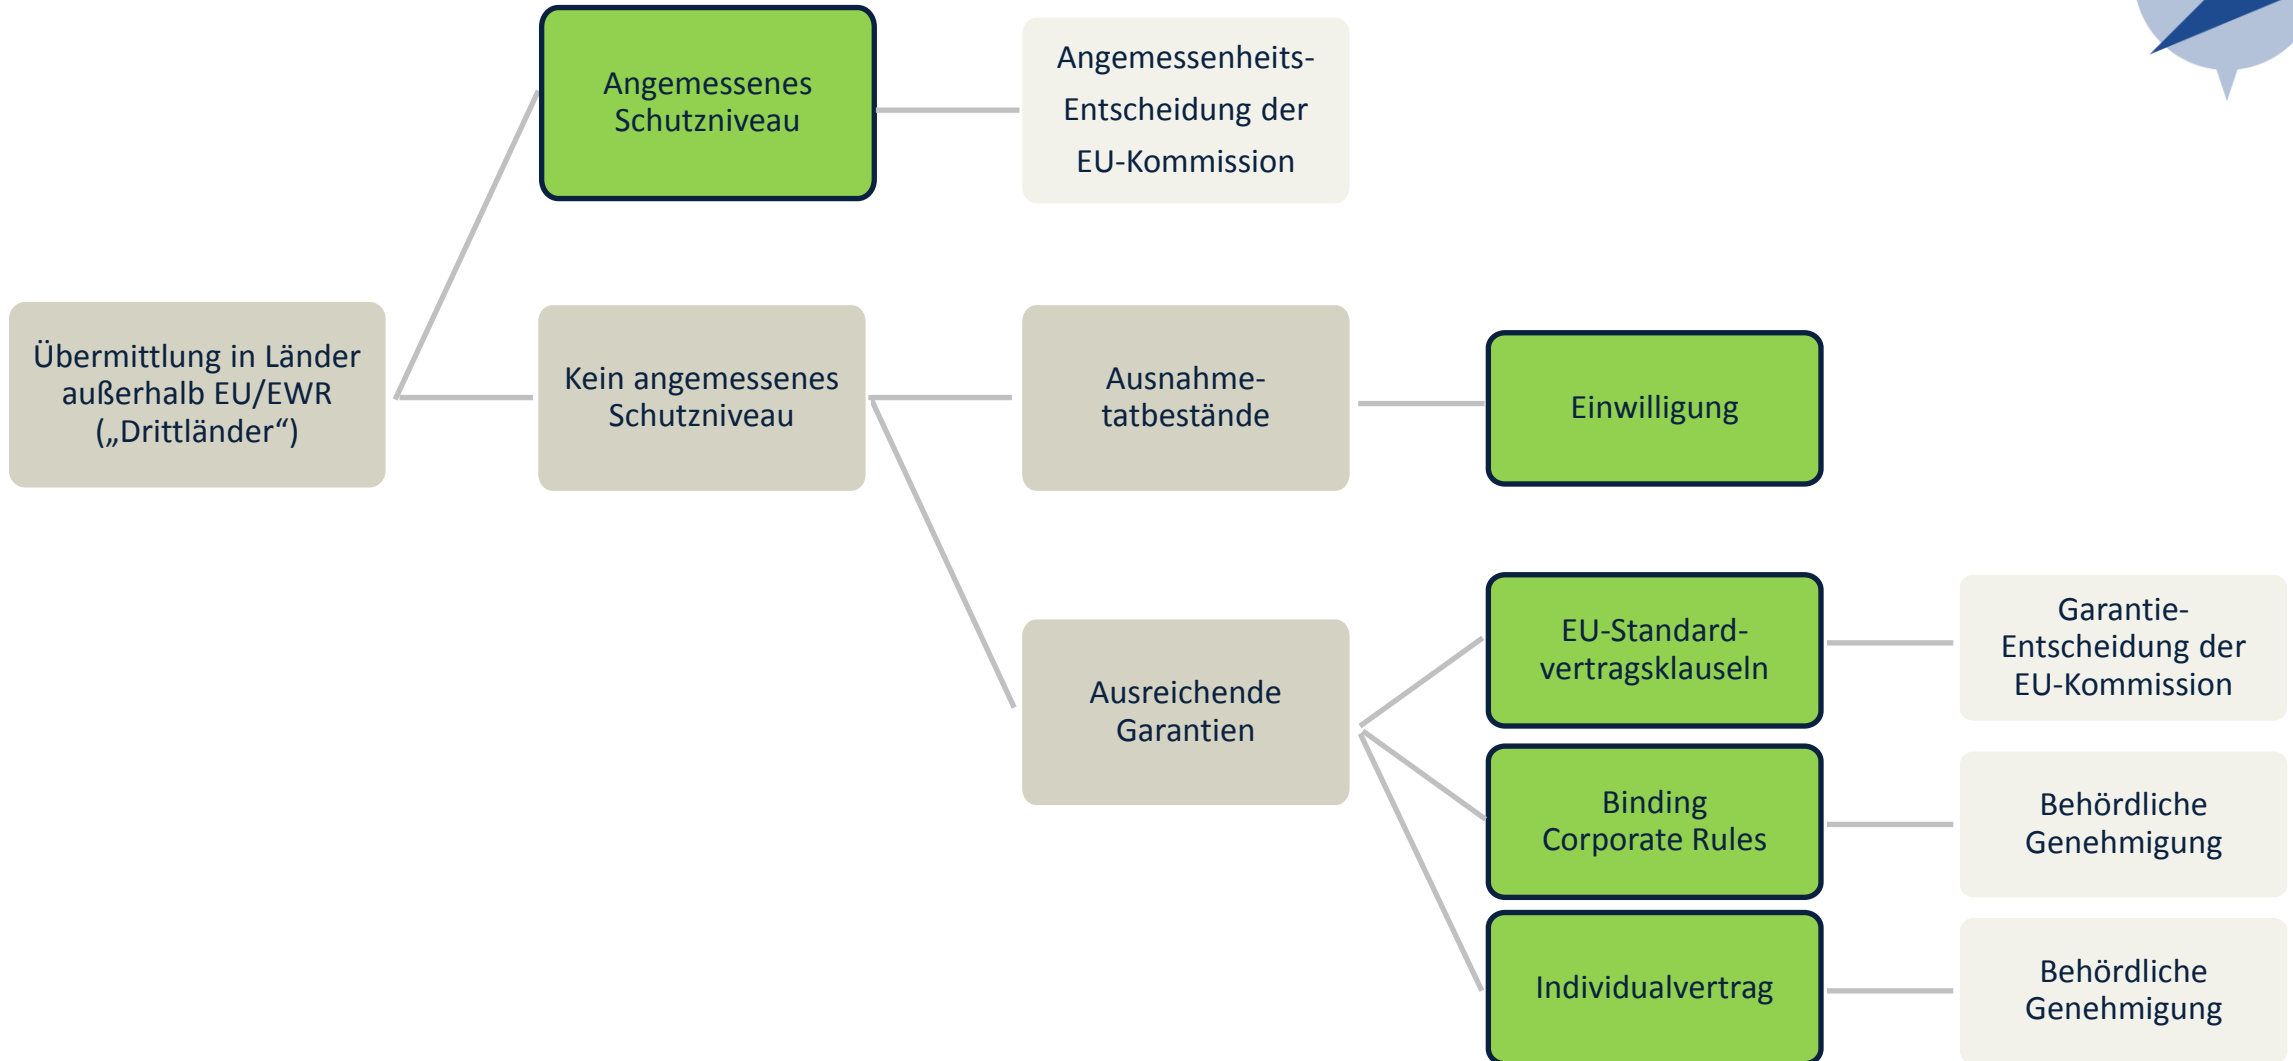 Angemessenes
Schutzniveau
Angemessenheits-
Entscheidung der
EU-Kommission
Übermittlung in Länder
außerhalb EU/EWR
(„Drittländer“)
Kein angemessenes
Schutzniveau
Ausnahme-
tatbestände
Einwilligung
Ausreichende
Garantien
EU-Standard-
vertragsklauseln
Garantie-
Entscheidung der
EU-Kommission
Binding
Corporate Rules
Behördliche
Genehmigung
Individualvertrag
Behördliche
Genehmigung